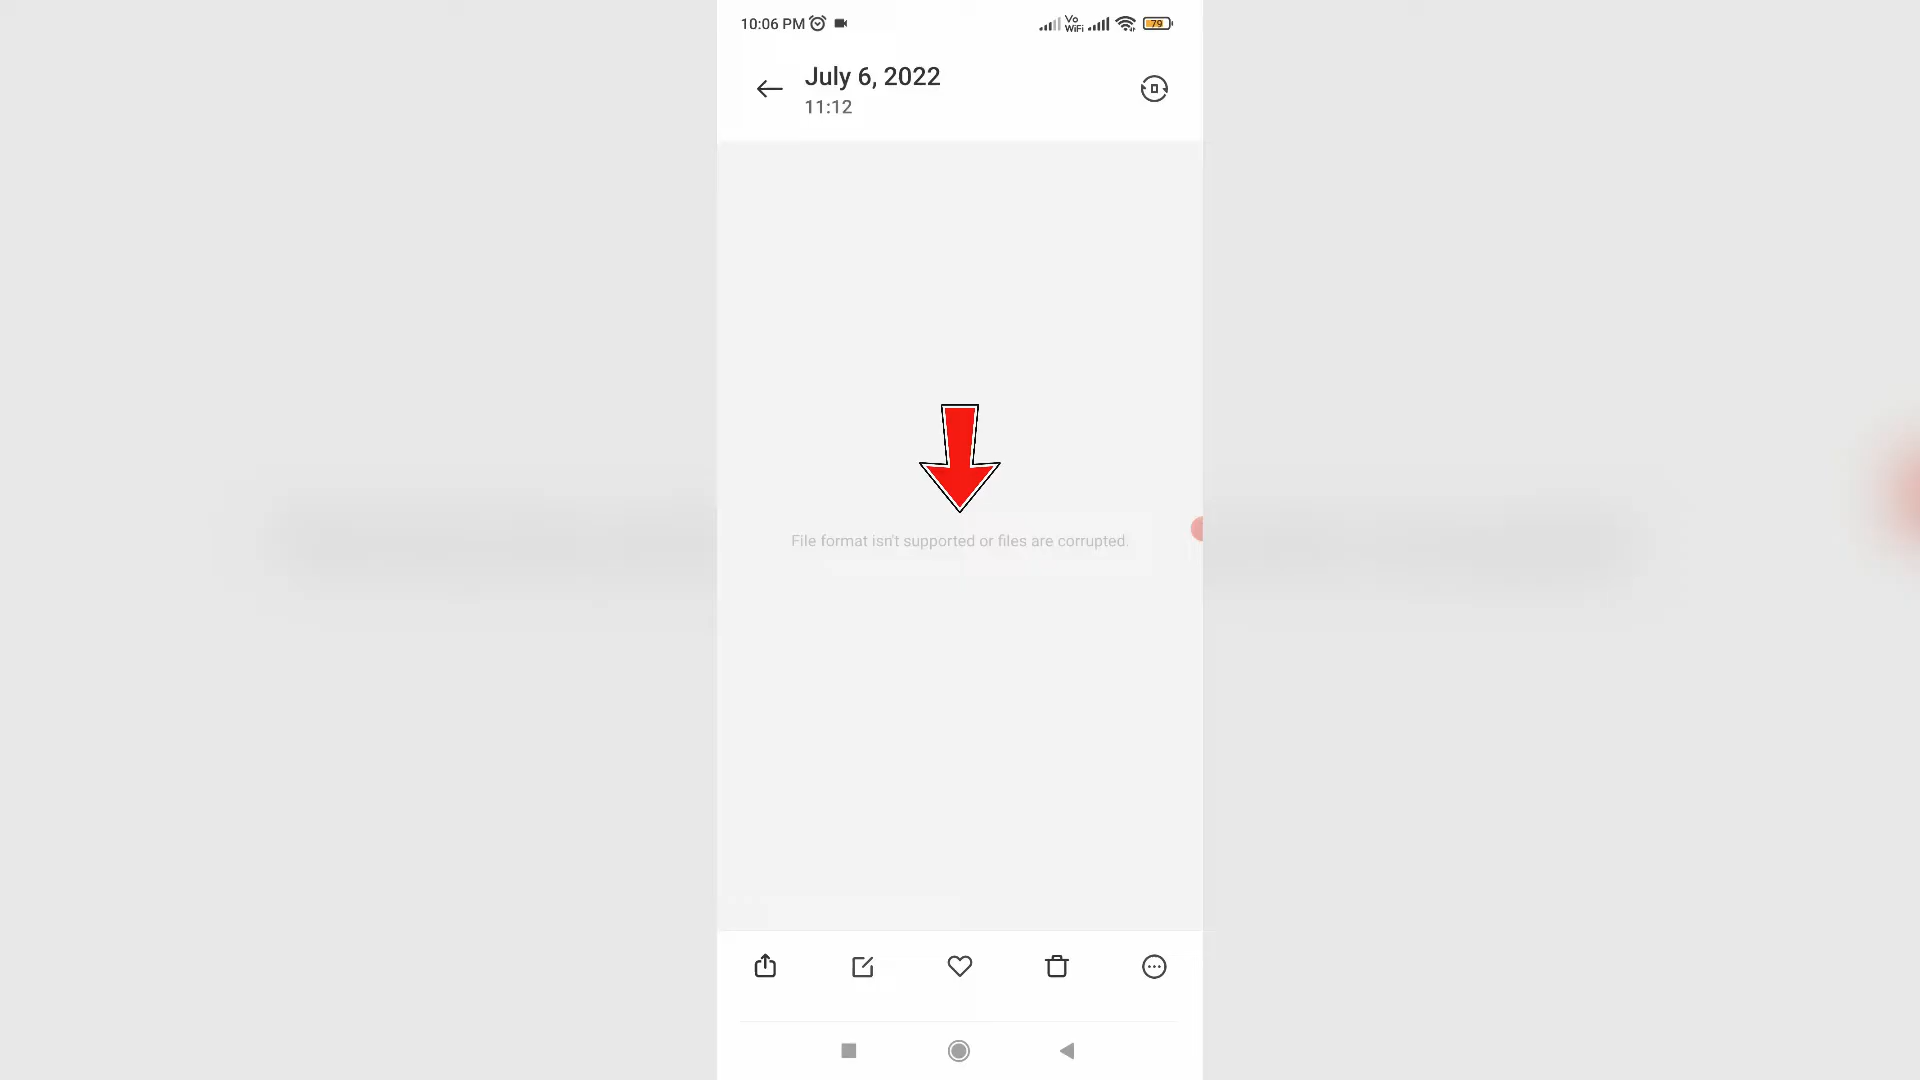 10:06 PM
Vo
WiFi
79
July 6, 2022
11:12
File format isn't supported or files are corrupted.